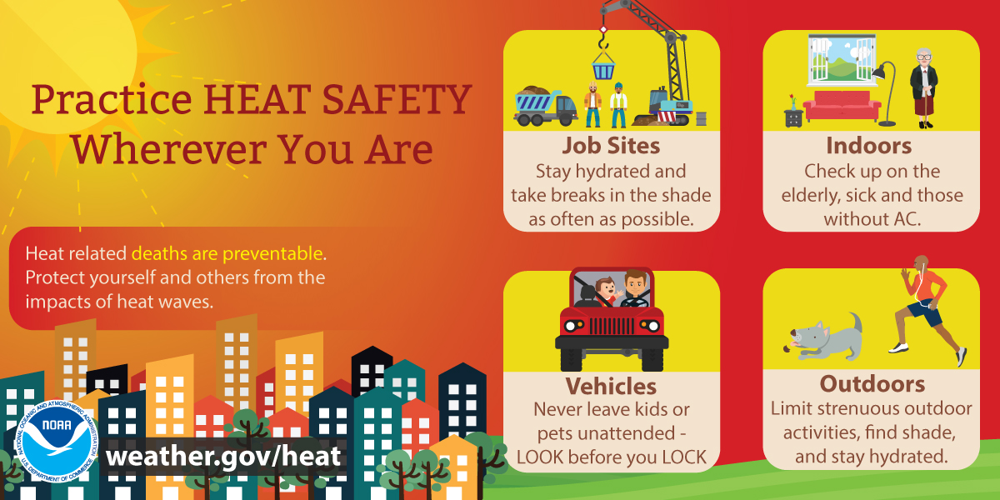 Practice HEAT SAFETY
Wherever You Are
Heat related deaths are preventable.
Protect yourself and others from the
impacts of heat waves.
Job Sites
Stay hydrated and
take breaks in the shade
as often as possible.
Indoors
Check up on the
elderly, sick and those
without AC.
Vehicles
Never leave kids or
pets unattended -
LOOK before you LOCK
Outdoors
Limit strenuous outdoor
activities, find shade,
and stay hydrated.
NATIONAL OCEANIC AND ATMOSPHERIC ADMINISTRATION
NOAA
U.S. DEPARTMENT OF COMMERCE
weather.gov/heat